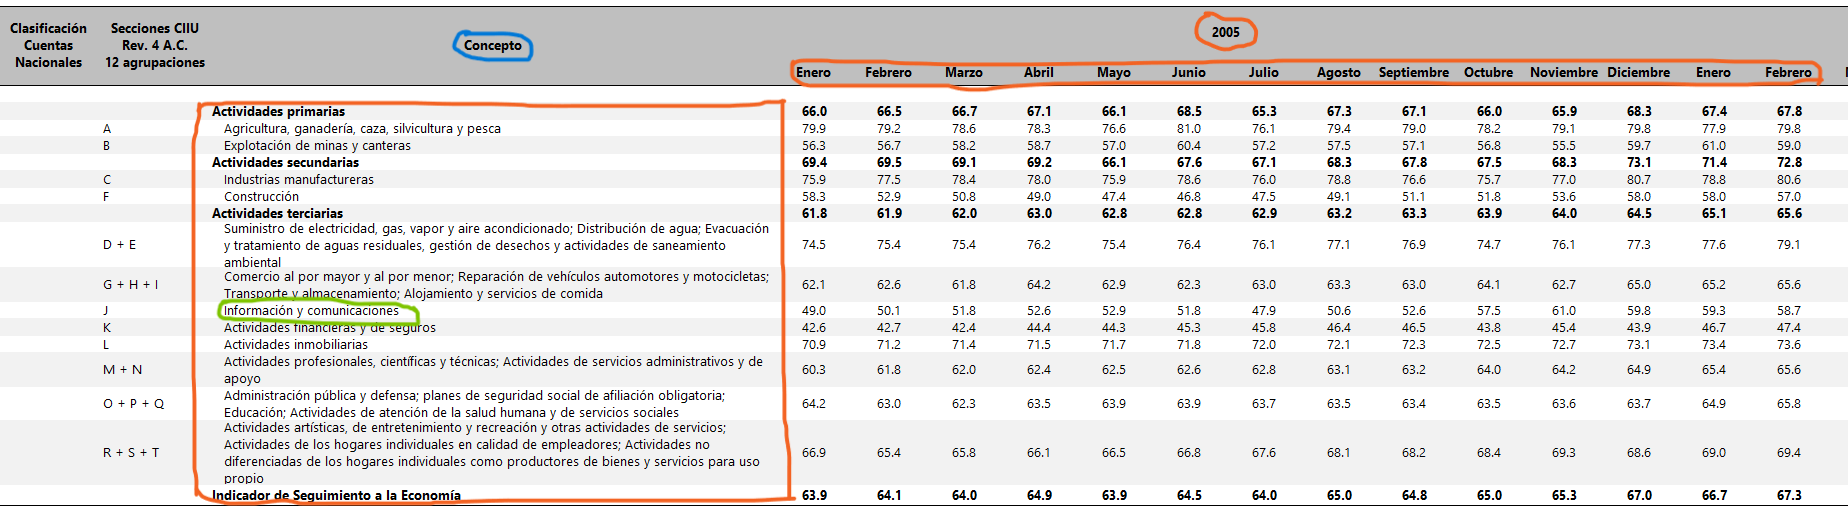 Clasificación Cuentas Nacionales Secciones CIIU Rev. 4 A.C. 12 agrupaciones Concepto 2005
Enero Febrero Marzo Abril Mayo Junio Julio Agosto Septiembre Octubre Noviembre Diciembre Enero Febrero
Actividades primarias 66.0 66.5 66.7 67.1 66.1 68.5 65.3 67.3 67.1 66.0 65.9 68.3 67.4 67.8
A Agricultura, ganadería, caza, silvicultura y pesca 79.9 79.2 78.6 78.3 76.6 81.0 76.1 79.4 79.0 78.2 79.1 79.8 77.9 79.8
B Explotación de minas y canteras 56.3 56.7 58.2 58.7 57.0 60.4 57.2 57.5 57.1 56.8 55.5 59.7 61.0 59.0
Actividades secundarias 69.4 69.5 69.1 69.2 66.1 67.6 67.1 68.3 67.8 67.5 68.3 73.1 71.4 72.8
C Industrias manufactureras 75.9 77.5 78.4 78.0 75.9 78.6 76.0 78.8 76.6 75.7 77.0 80.7 78.8 80.6
F Construcción 58.3 52.9 50.8 49.0 47.4 46.8 47.5 49.1 51.1 51.8 53.6 58.0 58.0 57.0
Actividades terciarias 61.8 61.9 62.0 63.0 62.8 62.8 62.9 63.2 63.3 63.9 64.0 64.5 65.1 65.6
Suministro de electricidad, gas, vapor y aire acondicionado; Distribución de agua; Evacuación
D + E y tratamiento de aguas residuales, gestión de desechos y actividades de saneamiento 74.5 75.4 75.4 76.2 75.4 76.4 76.1 77.1 76.9 74.7 76.1 77.3 77.6 79.1
ambiental
Comercio al por mayor y al por menor; Reparación de vehículos automotores y motocicletas;
G + H + I 62.1 62.6 61.8 64.2 62.9 62.3 63.0 63.3 63.0 64.1 62.7 65.0 65.2 65.6
Transporte y almacenamiento; Alojamiento y servicios de comida
J Información y comunicaciones 49.0 50.1 51.8 52.6 52.9 51.8 47.9 50.6 52.6 57.5 61.0 59.8 59.3 58.7
K Actividades financieras y de seguros 42.6 42.7 42.4 44.4 44.3 45.3 45.8 46.4 46.5 43.8 45.4 43.9 46.7 47.4
L Actividades inmobiliarias 70.9 71.2 71.4 71.5 71.7 71.8 72.0 72.1 72.3 72.5 72.7 73.1 73.4 73.6
Actividades profesionales, científicas y técnicas; Actividades de servicios administrativos y de
M + N 60.3 61.8 62.0 62.4 62.5 62.6 62.8 63.1 63.2 64.0 64.2 64.9 65.4 65.6
apoyo
Administración pública y defensa; planes de seguridad social de afiliación obligatoria;
O + P + Q 64.2 63.0 62.3 63.5 63.9 63.9 63.7 63.5 63.4 63.5 63.6 63.7 64.9 65.8
Educación; Actividades de atención de la salud humana y de servicios sociales
Actividades artísticas, de entretenimiento y recreación y otras actividades de servicios;
Actividades de los hogares individuales en calidad de empleadores; Actividades no
R + S + T 66.9 65.4 65.8 66.1 66.5 66.8 67.6 68.1 68.2 68.4 69.3 68.6 69.0 69.4
diferenciadas de los hogares individuales como productores de bienes y servicios para uso
propio
Indicador de Seguimiento a la Economía 63.9 64.1 64.0 64.9 63.9 64.5 64.0 65.0 64.8 65.0 65.3 67.0 66.7 67.3